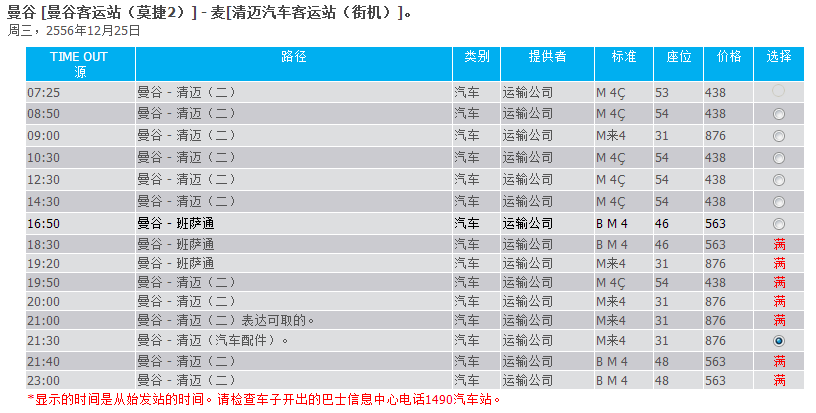 曼谷 [曼谷客运站（莫捷2）] - 麦[清迈汽车客运站（街机）]。
周三，2556年12月25日
TIME OUT 源 路径 类别 提供者 标准 座位 价格 选择
07:25 曼谷 - 清迈（二） 汽车 运输公司 M 4Ç 53 438
08:50 曼谷 - 清迈（二） 汽车 运输公司 M 4Ç 54 438
09:00 曼谷 - 清迈（二） 汽车 运输公司 M来4 31 876
10:30 曼谷 - 清迈（二） 汽车 运输公司 M 4Ç 54 438
12:30 曼谷 - 清迈（二） 汽车 运输公司 M 4Ç 54 438
14:30 曼谷 - 清迈（二） 汽车 运输公司 M 4Ç 54 438
16:50 曼谷 - 班萨通 汽车 运输公司 B M 4 46 563
18:30 曼谷 - 班萨通 汽车 运输公司 B M 4 46 563 满
19:20 曼谷 - 班萨通 汽车 运输公司 M来4 31 876 满
19:50 曼谷 - 清迈（二） 汽车 运输公司 M 4Ç 54 438 满
20:00 曼谷 - 清迈（二） 汽车 运输公司 M来4 31 876 满
21:00 曼谷 - 清迈（二）表达可取的。 汽车 运输公司 M来4 31 876 满
21:30 曼谷 - 清迈（汽车配件）。 汽车 运输公司 M来4 31 876
21:40 曼谷 - 清迈（二） 汽车 运输公司 B M 4 48 563 满
23:00 曼谷 - 清迈（二） 汽车 运输公司 B M 4 48 563 满
*显示的时间是从始发站的时间。请检查车子开出的巴士信息中心电话1490汽车站。